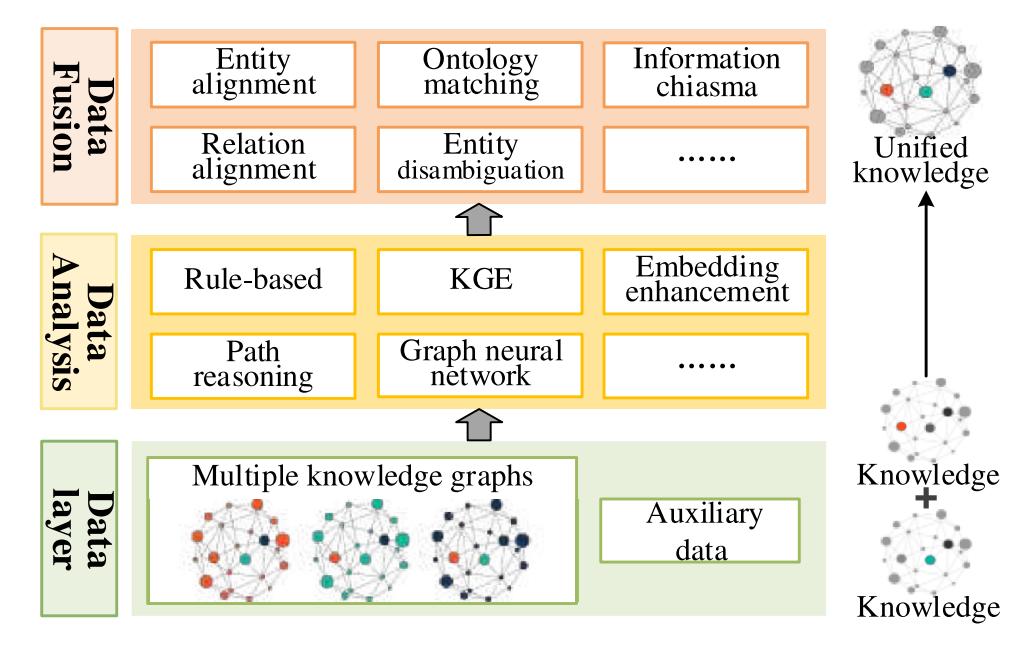 Data
Fusion
Entity
alignment
Ontology
matching
Information
chiasma
Relation
alignment
Entity
disambiguation
......
Unified
knowledge
Data
Analysis
Rule-based
KGE
Embedding
enhancement
Path
reasoning
Graph neural
network
......
Data
layer
Multiple knowledge graphs
Auxiliary
data
Knowledge
+
Knowledge